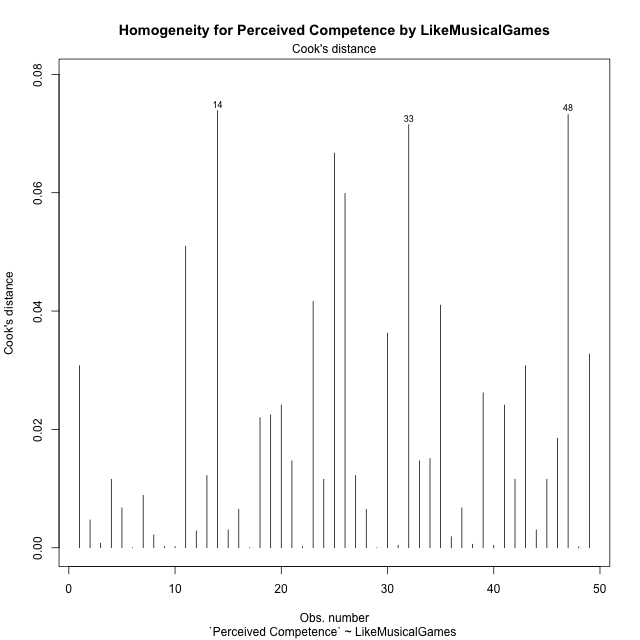 Homogeneity for Perceived Competence by LikeMusicalGames
Cook's distance
Cook's distance
0.08
0.06
0.04
0.02
0.00
14
33
48
0 10 20 30 40 50
Obs. number
`Perceived Competence` ~ LikeMusicalGames